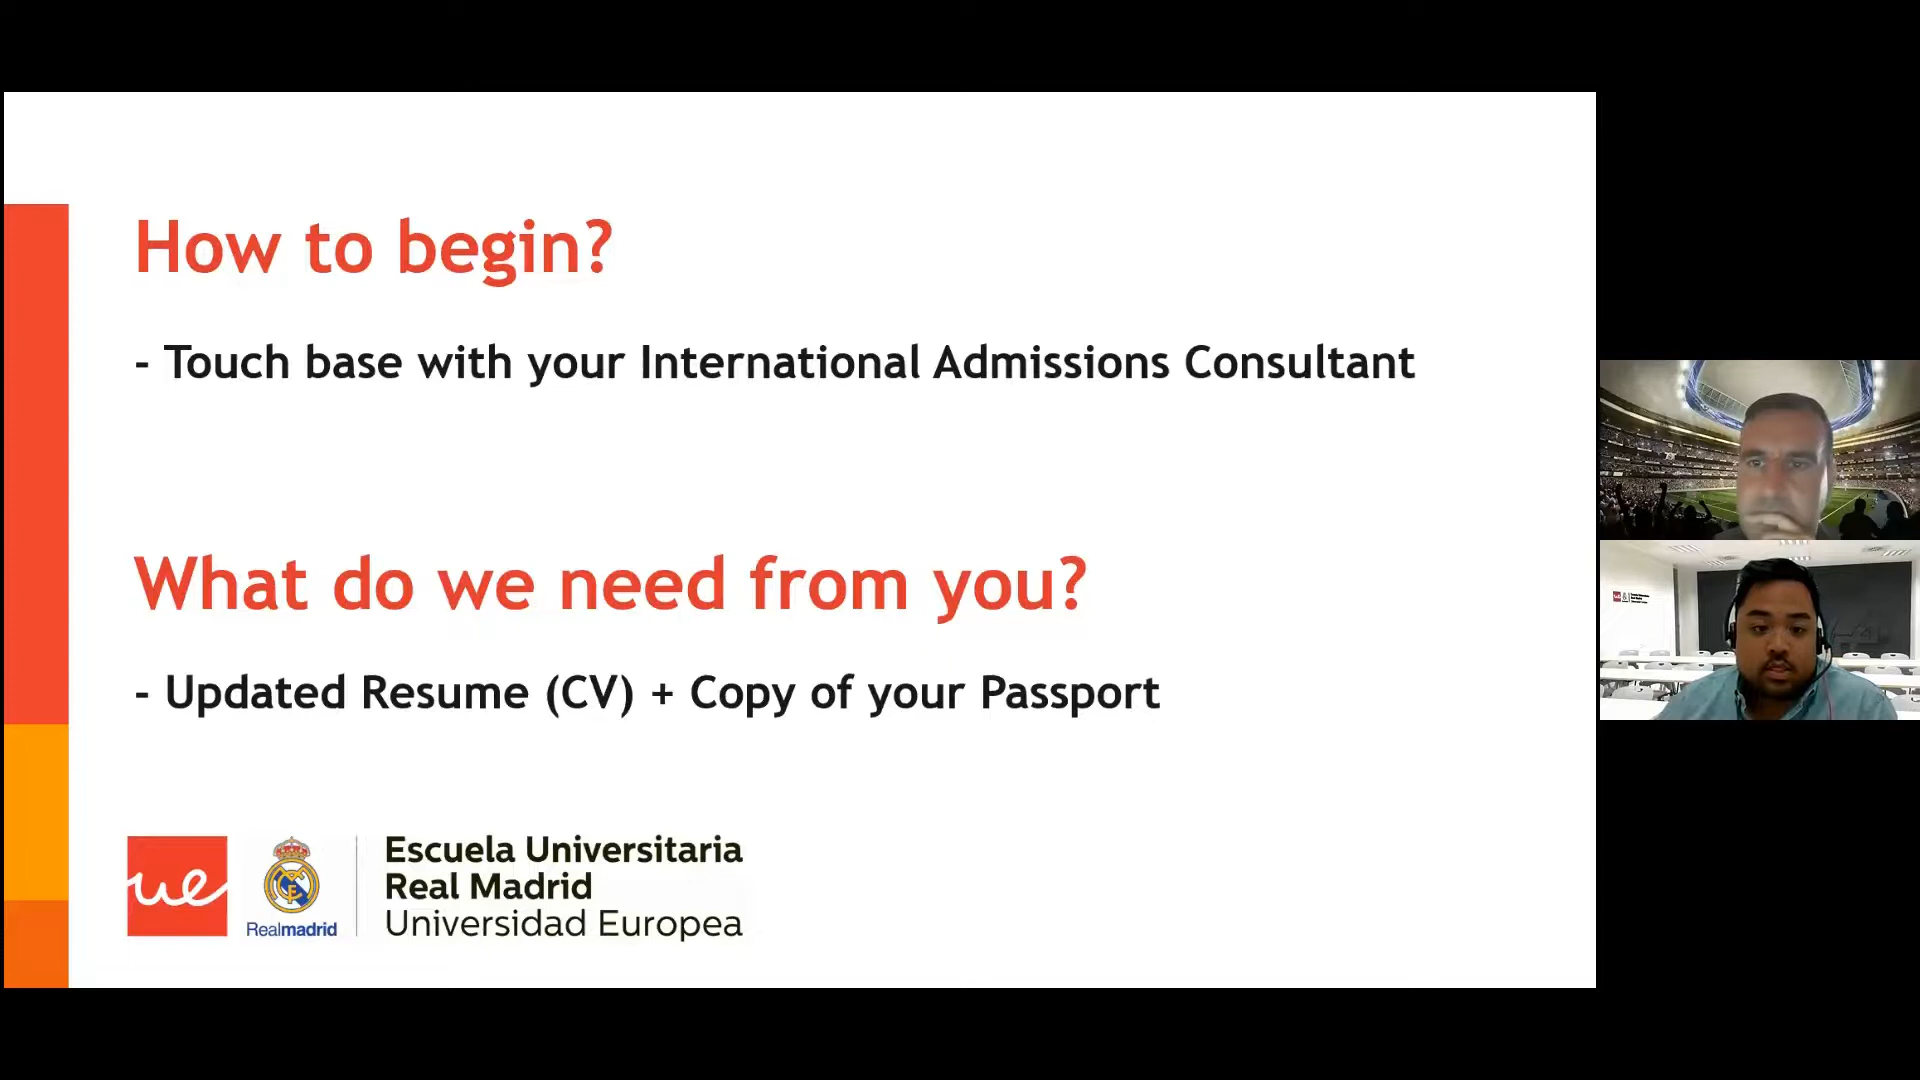 How to begin?
- Touch base with your International Admissions Consultant
What do we need from you?
- Updated Resume (CV) + Copy of your Passport
ue
Realmadrid
Escuela Universitaria
Real Madrid
Universidad Europea